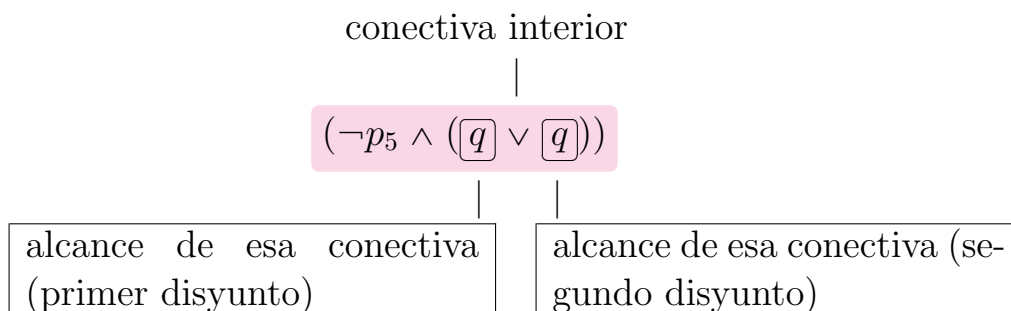 conectiva interior
(¬p₅ ∧ (q ∨ q))
alcance de esa conectiva
(primer disyunto)
alcance de esa conectiva (se-
gundo disyunto)